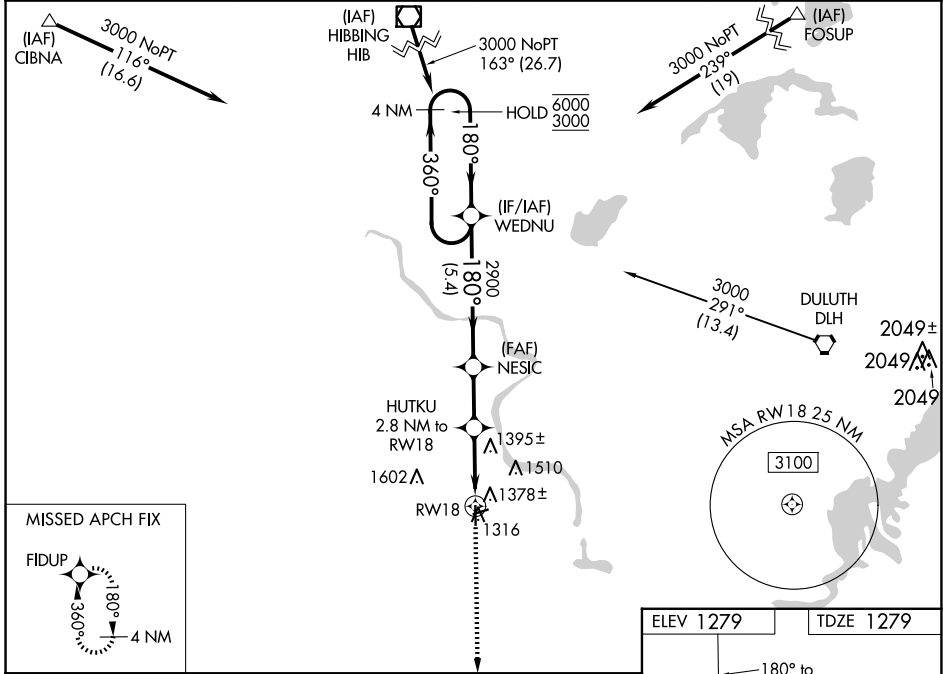 (IAF)
CIBNA
3000 NoPT
116°
(16.6)
(IAF)
HIBBING
HIB
3000 NoPT
163° (26.7)
(IAF)
FOSUP
3000 NoPT
239°
(19)
4 NM
HOLD
6000
3000
180°
360°
(IF/IAF)
WEDNU
2900
180°
(5.4)
3000
291°
(13.4)
DULUTH
DLH
2049±
2049
2049
(FAF)
NESIC
HUTKU
2.8 NM to
RW18
1395±
1510
1602
1378±
RW18
1316
MSA RW18 25 NM
3100
MISSED APCH FIX
FIDUP
180°
360°
4 NM
ELEV 1279
TDZE 1279
180° to